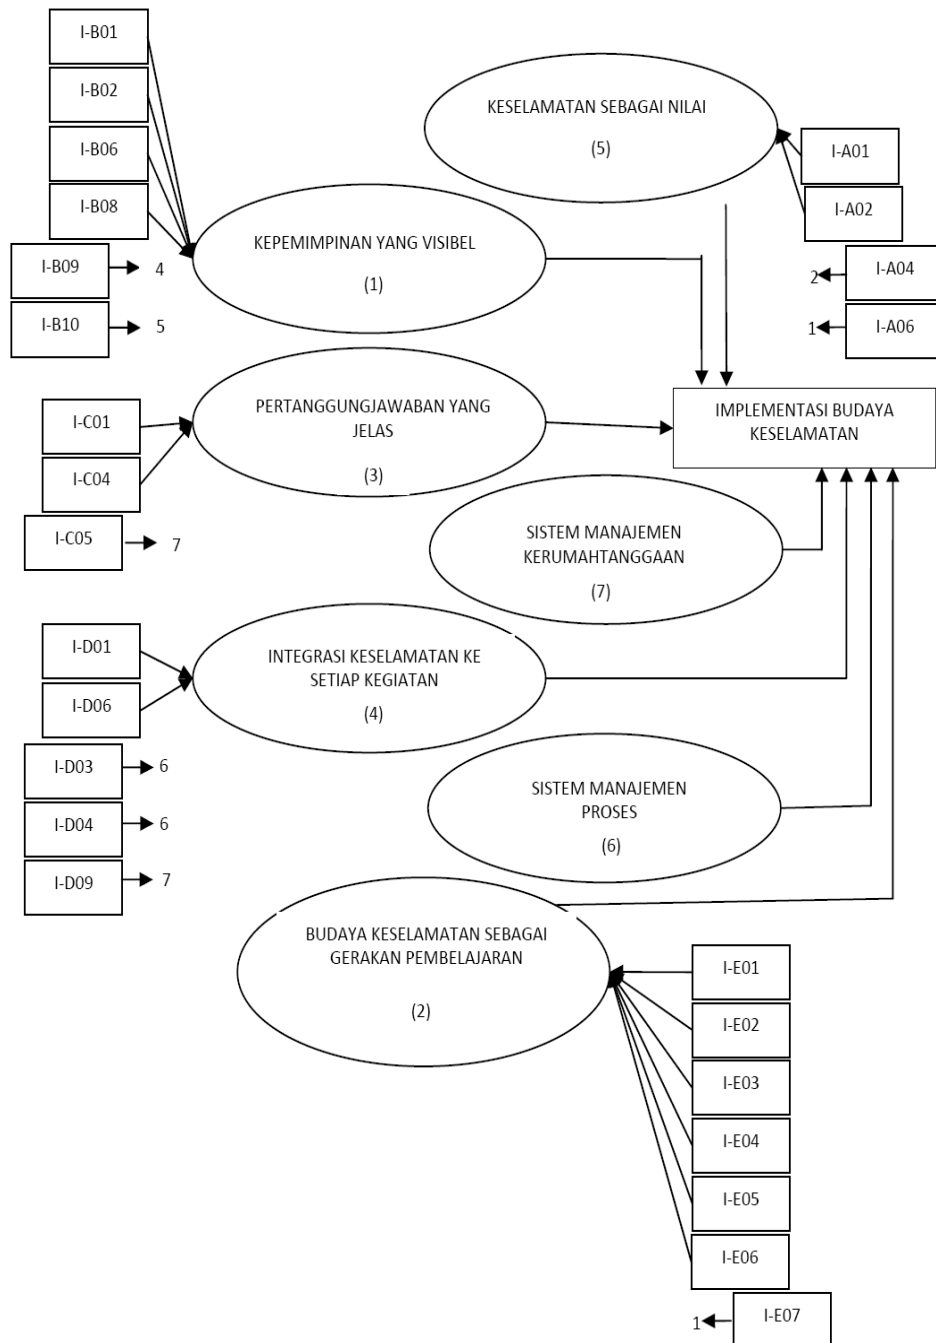 I-B01
I-B02
I-B06
I-B08
I-B09
4
I-B10
5
KESELAMATAN SEBAGAI NILAI
(5)
I-A01
I-A02
2
I-A04
1
I-A06
KEPEMIMPINAN YANG VISIBEL
(1)
PERTANGGUNGJAWABAN YANG
JELAS
(3)
IMPLEMENTASI BUDAYA
KESELAMATAN
I-C01
I-C04
I-C05
7
SISTEM MANAJEMEN
KERUMAHTANGGAAN
(7)
I-D01
I-D06
INTEGRASI KESELAMATAN KE
SETIAP KEGIATAN
(4)
I-D03
6
I-D04
6
I-D09
7
SISTEM MANAJEMEN
PROSES
(6)
BUDAYA KESELAMATAN SEBAGAI
GERAKAN PEMBELAJARAN
(2)
I-E01
I-E02
I-E03
I-E04
I-E05
I-E06
1
I-E07